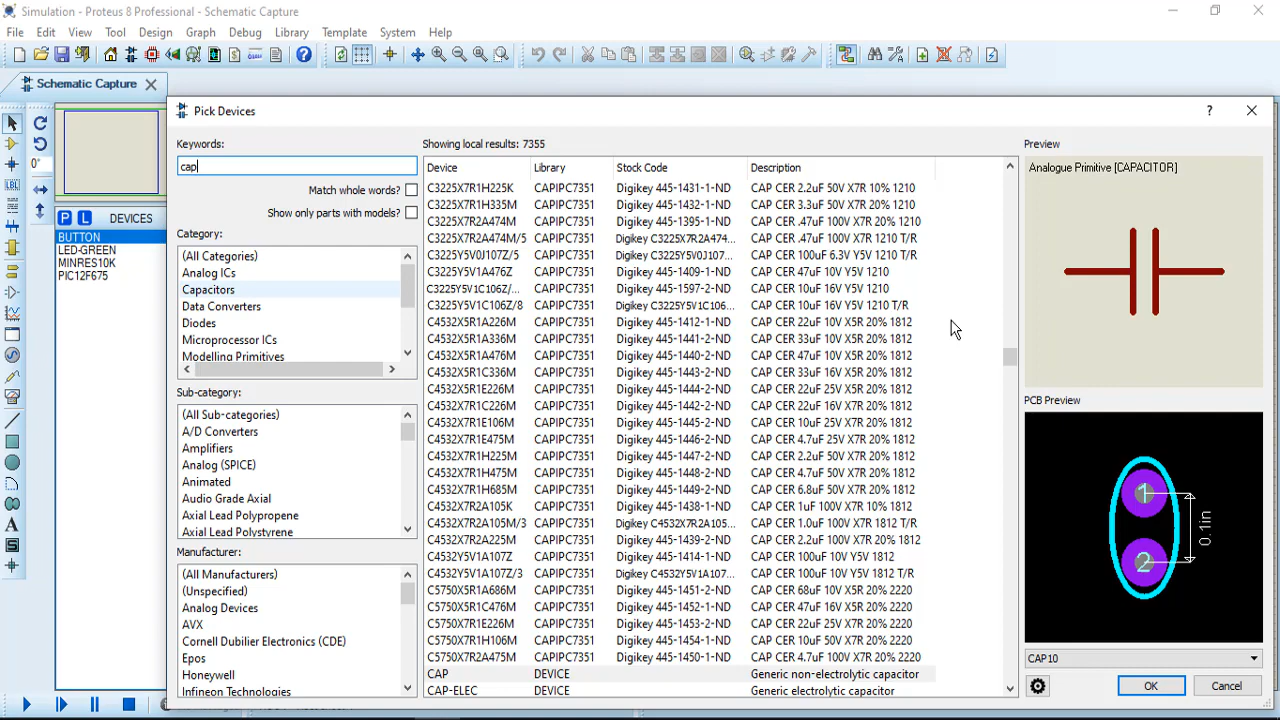 Simulation - Proteus 8 Professional - Schematic Capture
File Edit View Tool Design Graph Debug Library Template System Help
Schematic Capture
Pick Devices
Keywords:
cap
Match whole words?
Show only parts with models?
Category:
(All Categories)
Analog ICs
Capacitors
Data Converters
Diodes
Microprocessor ICs
Modelling Primitives
Sub-category:
(All Sub-categories)
A/D Converters
Amplifiers
Analog (SPICE)
Animated
Audio Grade Axial
Axial Lead Polypropene
Axial Lead Polystyrene
Manufacturer:
(All Manufacturers)
(Unspecified)
Analog Devices
AVX
Cornell Dubilier Electronics (CDE)
Epos
Honeywell
Infineon Technologies
0°
LBL
P L DEVICES
BUTTON
LED-GREEN
MINRES10K
PIC12F675
Showing local results: 7355
Device Library Stock Code Description
C3225X7R1H225K CAPIPC7351 Digikey 445-1431-1-ND CAP CER 2.2uF 50V X7R 10% 1210
C3225X7R1H335M CAPIPC7351 Digikey 445-1432-1-ND CAP CER 3.3uF 50V X7R 20% 1210
C3225X7R2A474M CAPIPC7351 Digikey 445-1395-1-ND CAP CER .47uF 100V X7R 20% 1210
C3225X7R2A474M/5 CAPIPC7351 Digikey C3225X7R2A474... CAP CER .47uF 100V X7R 1210 T/R
C3225Y5V0J107Z/5 CAPIPC7351 Digikey C3225Y5V0J107... CAP CER 100uF 6.3V Y5V 1210 T/R
C3225Y5V1A476Z CAPIPC7351 Digikey 445-1409-1-ND CAP CER 47uF 10V Y5V 1210
C3225Y5V1C106Z/... CAPIPC7351 Digikey 445-1597-2-ND CAP CER 10uF 16V Y5V 1210
C3225Y5V1C106Z/8 CAPIPC7351 Digikey C3225Y5V1C106... CAP CER 10uF 16V Y5V 1210 T/R
C4532X5R1A226M CAPIPC7351 Digikey 445-1412-1-ND CAP CER 22uF 10V X5R 20% 1812
C4532X5R1A336M CAPIPC7351 Digikey 445-1441-2-ND CAP CER 33uF 10V X5R 20% 1812
C4532X5R1A476M CAPIPC7351 Digikey 445-1440-2-ND CAP CER 47uF 10V X5R 20% 1812
C4532X5R1C336M CAPIPC7351 Digikey 445-1443-2-ND CAP CER 33uF 16V X5R 20% 1812
C4532X5R1E226M CAPIPC7351 Digikey 445-1444-2-ND CAP CER 22uF 25V X5R 20% 1812
C4532X7R1C226M CAPIPC7351 Digikey 445-1442-2-ND CAP CER 22uF 16V X7R 20% 1812
C4532X7R1E106M CAPIPC7351 Digikey 445-1445-2-ND CAP CER 10uF 25V X7R 20% 1812
C4532X7R1E475M CAPIPC7351 Digikey 445-1446-2-ND CAP CER 4.7uF 25V X7R 20% 1812
C4532X7R1H225M CAPIPC7351 Digikey 445-1447-2-ND CAP CER 2.2uF 50V X7R 20% 1812
C4532X7R1H475M CAPIPC7351 Digikey 445-1448-2-ND CAP CER 4.7uF 50V X7R 20% 1812
C4532X7R1H685M CAPIPC7351 Digikey 445-1449-2-ND CAP CER 6.8uF 50V X7R 20% 1812
C4532X7R2A105K CAPIPC7351 Digikey 445-1438-1-ND CAP CER 1uF 100V X7R 10% 1812
C4532X7R2A105M/3 CAPIPC7351 Digikey C4532X7R2A105... CAP CER 1.0uF 100V X7R 1812 T/R
C4532X7R2A225M CAPIPC7351 Digikey 445-1439-2-ND CAP CER 2.2uF 100V X7R 20% 1812
C4532Y5V1A107Z CAPIPC7351 Digikey 445-1414-1-ND CAP CER 100uF 10V Y5V 1812
C4532Y5V1A107Z/3 CAPIPC7351 Digikey C4532Y5V1A107... CAP CER 100uF 10V Y5V 1812 T/R
C5750X5R1A686M CAPIPC7351 Digikey 445-1451-2-ND CAP CER 68uF 10V X5R 20% 2220
C5750X5R1C476M CAPIPC7351 Digikey 445-1452-1-ND CAP CER 47uF 16V X5R 20% 2220
C5750X7R1E226M CAPIPC7351 Digikey 445-1453-2-ND CAP CER 22uF 25V X7R 20% 2220
C5750X7R1H106M CAPIPC7351 Digikey 445-1454-1-ND CAP CER 10uF 50V X7R 20% 2220
C5750X7R2A475M CAPIPC7351 Digikey 445-1450-1-ND CAP CER 4.7uF 100V X7R 20% 2220
CAP DEVICE Generic non-electrolytic capacitor
CAP-ELEC DEVICE Generic electrolytic capacitor
Preview
Analogue Primitive [CAPACITOR]
PCB Preview
1
2
0.1in
CAP10
OK Cancel